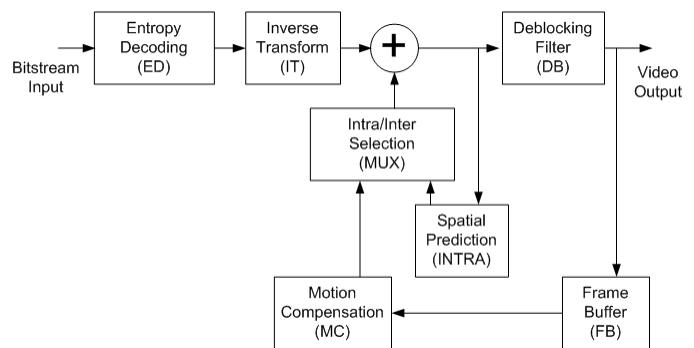 Bitstream
Input
Entropy
Decoding
(ED)
Inverse
Transform
(IT)
+
Deblocking
Filter
(DB)
Video
Output
Intra/Inter
Selection
(MUX)
Spatial
Prediction
(INTRA)
Motion
Compensation
(MC)
Frame
Buffer
(FB)